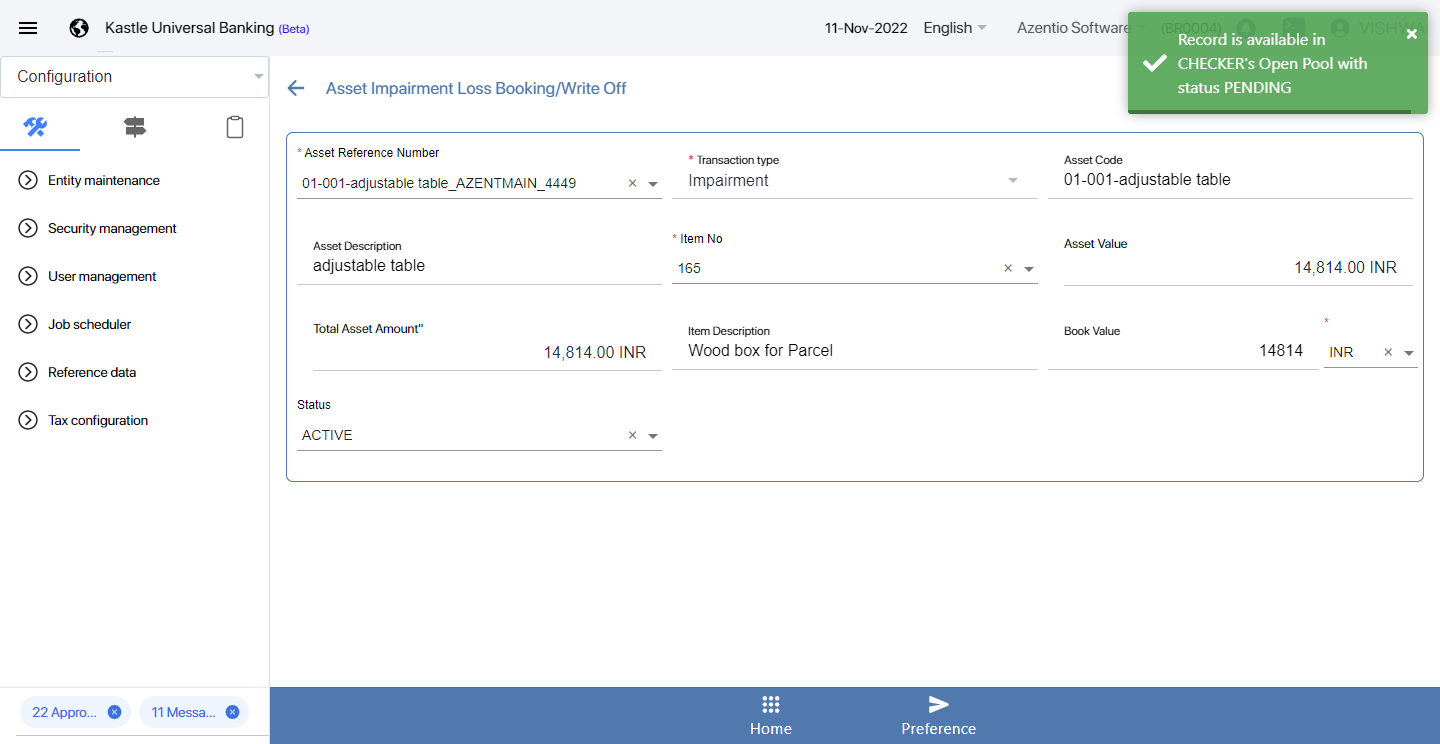 Kastle Universal Banking (Beta)
11-Nov-2022
English
Azentio Software
(BR0004)
VISHWA
Record is available in
CHECKER's Open Pool with
status PENDING
Configuration
Asset Impairment Loss Booking/Write Off
Entity maintenance
Security management
User management
Job scheduler
Reference data
Tax configuration
* Asset Reference Number
01-001-adjustable table_AZENTMAIN_4449
* Transaction type
Impairment
Asset Code
01-001-adjustable table
Asset Description
adjustable table
* Item No
165
Asset Value
14,814.00 INR
Total Asset Amount"
14,814.00 INR
Item Description
Wood box for Parcel
Book Value
14814
*
INR
Status
ACTIVE
22 Appro...
11 Messa...
Home
Preference